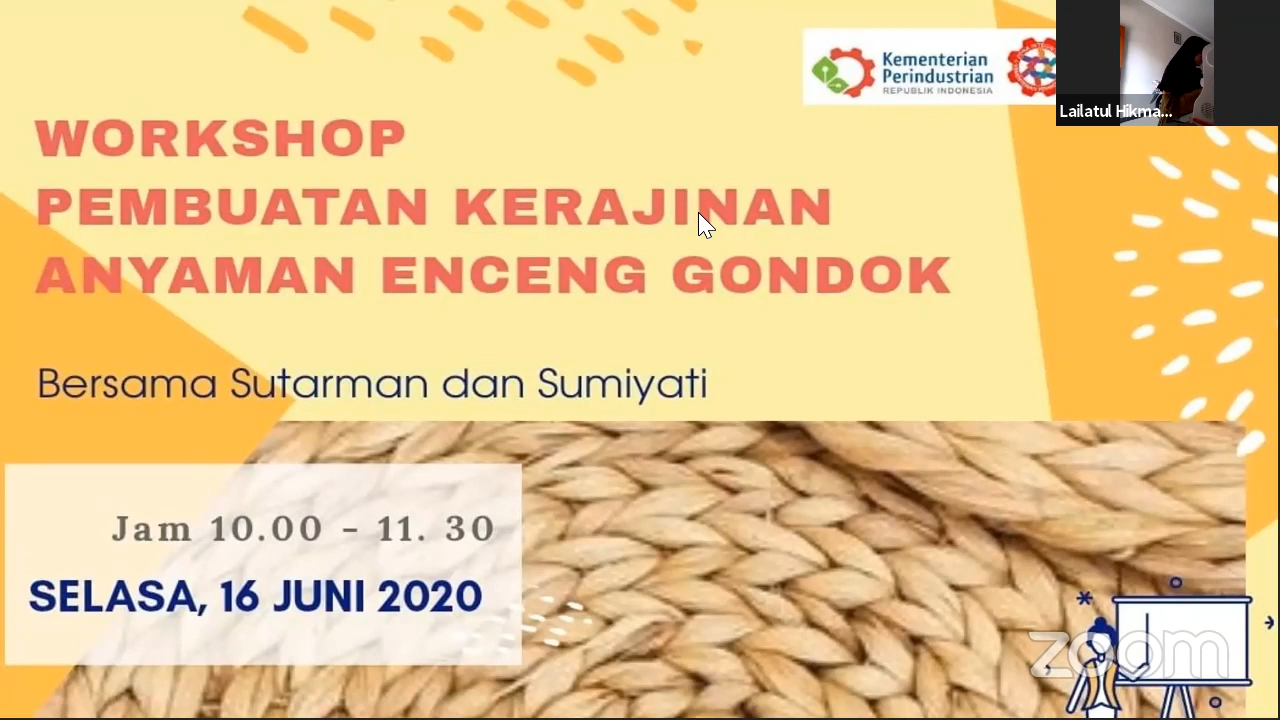 Kementerian
Perindustrian
REPUBLIK INDONESIA
Lailatul Hikma...
WORKSHOP
PEMBUATAN KERAJINAN
ANYAMAN ENCENG GONDOK
Bersama Sutarman dan Sumiyati
Jam 10.00 - 11. 30
SELASA, 16 JUNI 2020
zoom